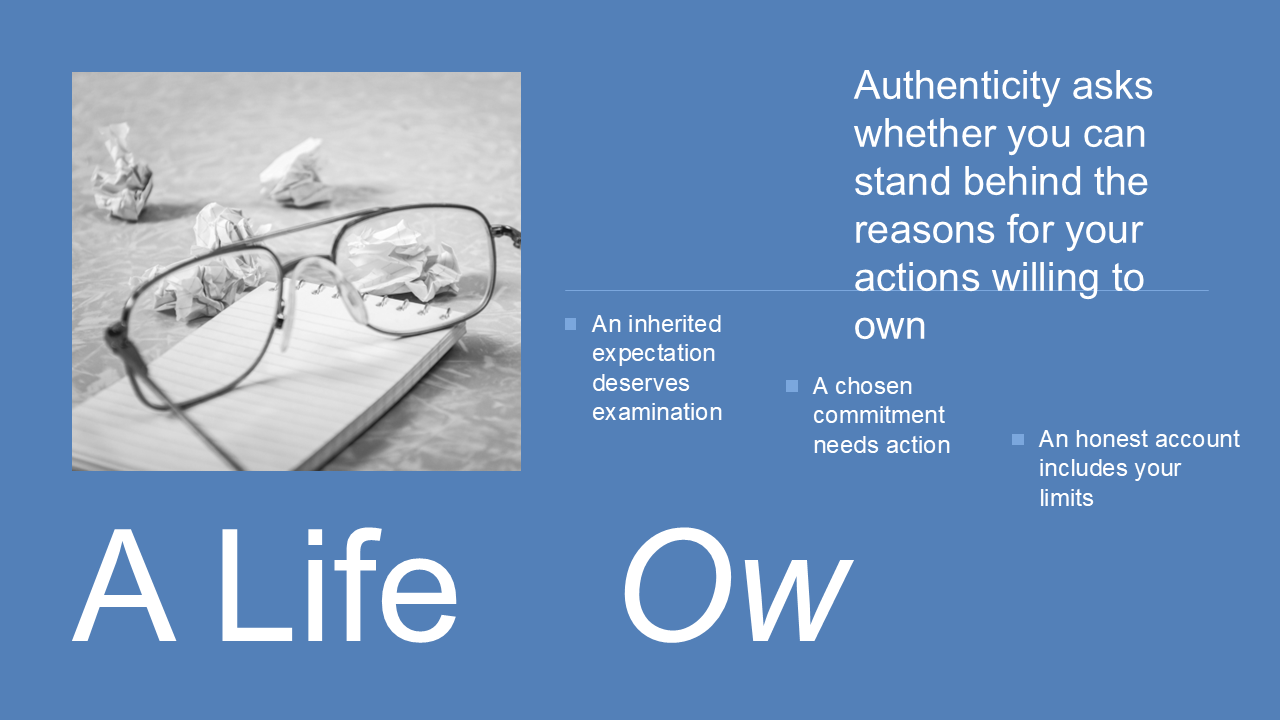 Authenticity asks
whether you can
stand behind the
reasons for your
actions willing to
own
An inherited
expectation
deserves
examination
A chosen
commitment
needs action
An honest account
includes your
limits
A Life Ow